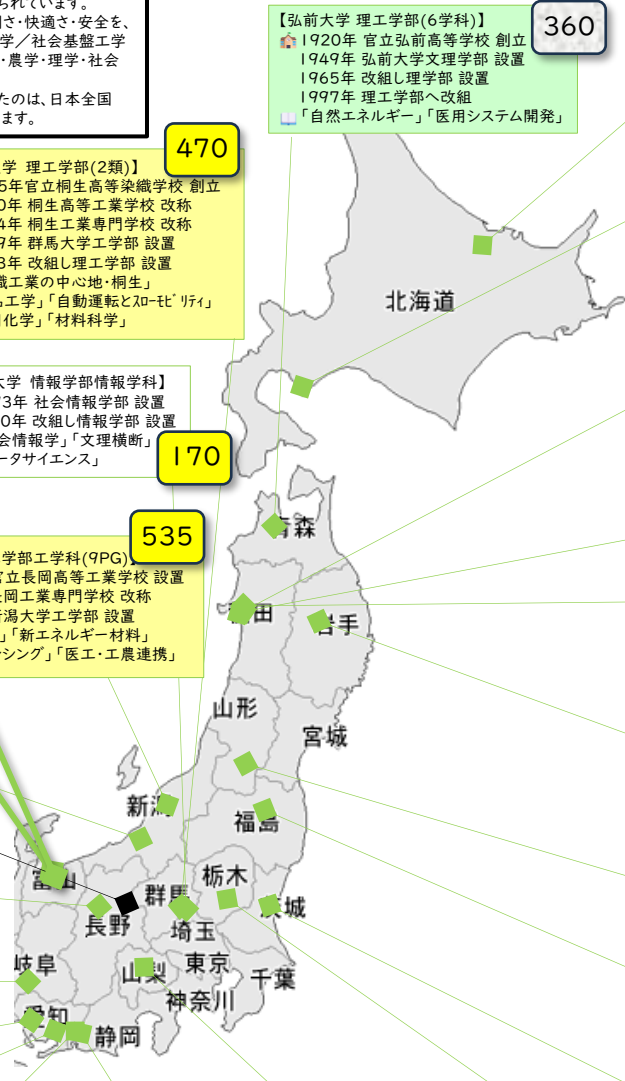 られています。
さ・快適さ・安全を、
学／社会基盤工学
・農学・理学・社会
たのは、日本全国
ます。
【弘前大学 理工学部(6学科)】
1920年 官立弘前高等学校 創立
1949年 弘前大学文理学部 設置
1965年 改組し理学部 設置
1997年 理工学部へ改組
「自然エネルギー」「医用システム開発」
360
470
学 理工学部(2類)】
5年官立桐生高等染織学校 創立
0年 桐生高等工業学校 改称
4年 桐生工業専門学校 改称
9年 群馬大学工学部 設置
3年 改組し理工学部 設置
織工業の中心地・桐生」
工学」「自動運転とスローモビリティ」
化学」「材料科学」
大学 情報学部情報学科】
3年 社会情報学部 設置
0年 改組し情報学部 設置
会情報学」「文理横断」
ータサイエンス」
170
535
学部工学科(9PG)】
官立長岡高等工業学校 設置
長岡工業専門学校 改称
新潟大学工学部 設置
」「新エネルギー材料」
ンシング」「医工・工農連携」
北海道
青森
秋田
岩手
山形
宮城
新潟
福島
富山
栃木
群馬
茨城
長野
埼玉
岐阜
山梨
東京
千葉
神奈川
愛知
静岡